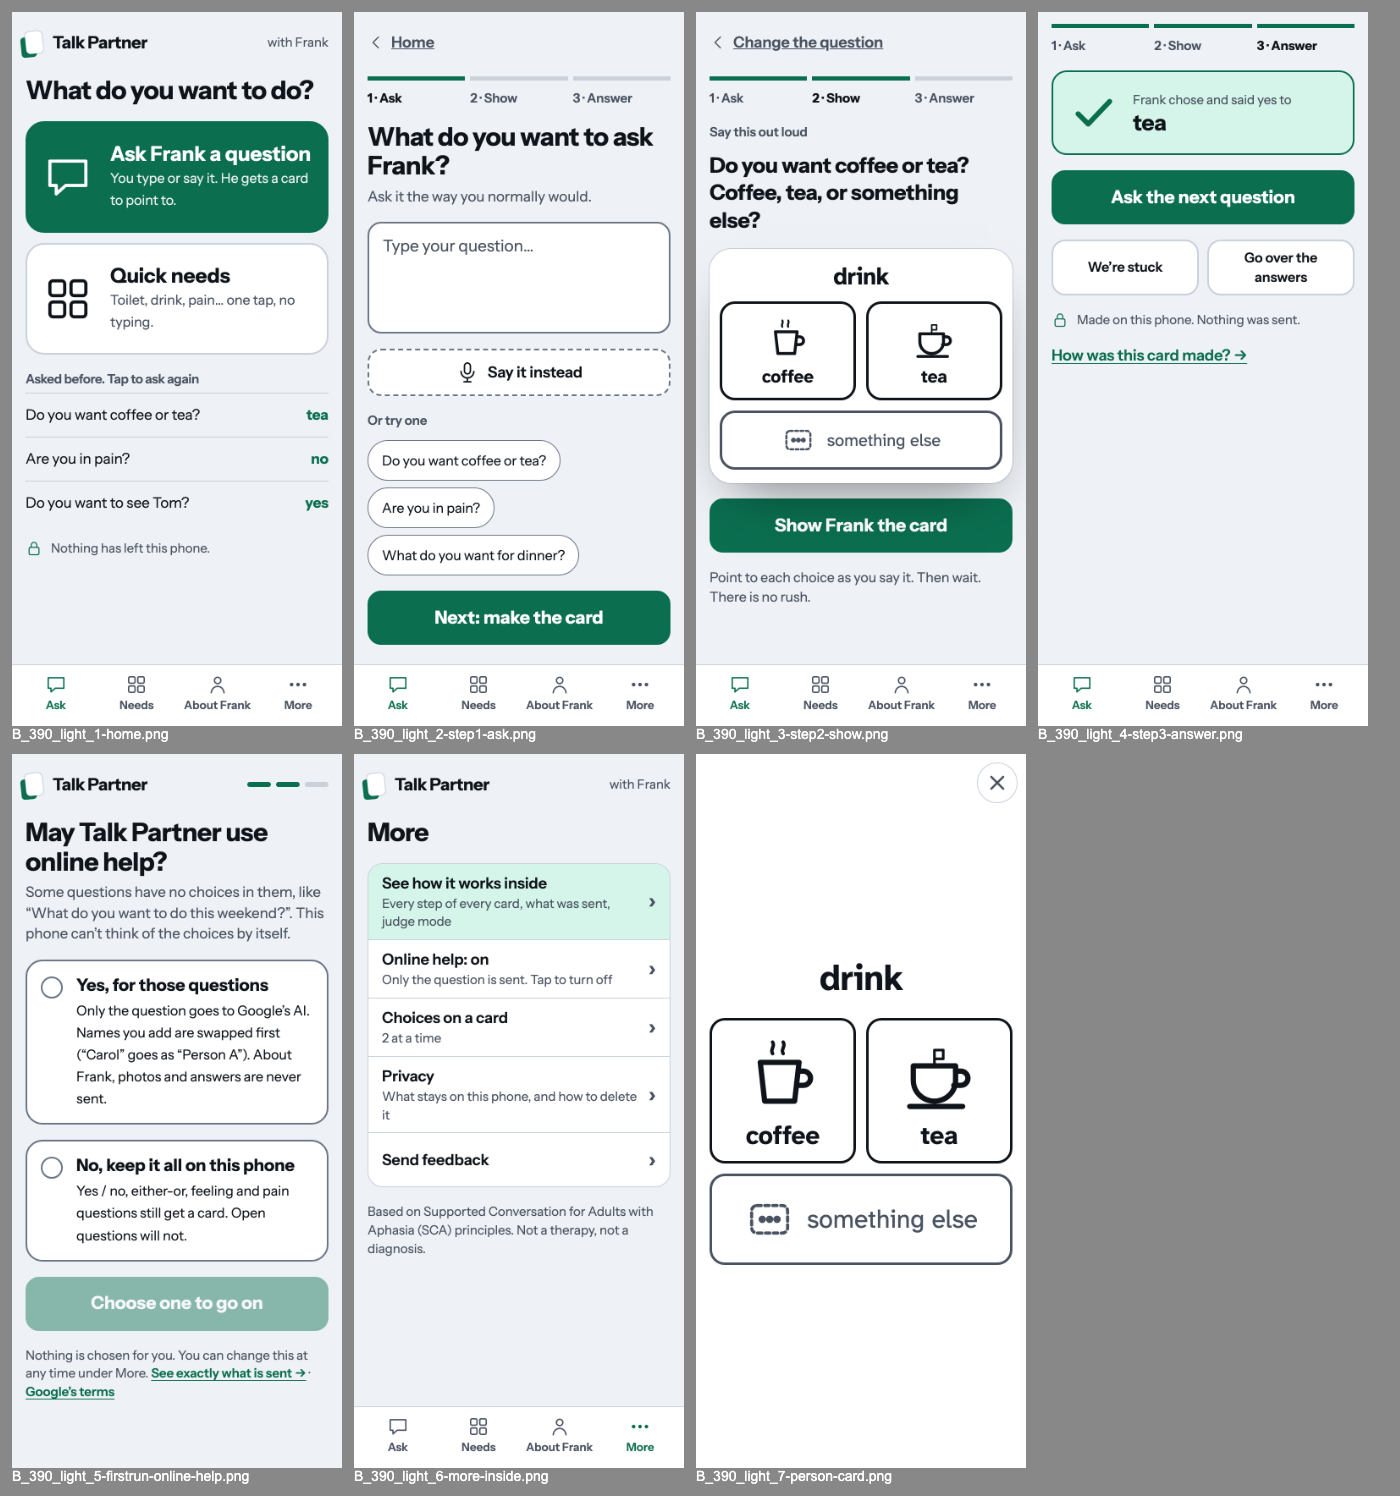 Talk Partner
with Frank
What do you want to do?
Ask Frank a question
You type or say it. He gets a card
to point to.
Quick needs
Toilet, drink, pain... one tap, no
typing.
Asked before. Tap to ask again
Do you want coffee or tea?
tea
Are you in pain?
no
Do you want to see Tom?
yes
Nothing has left this phone.
Ask
Needs
About Frank
More
B_390_light_1-home.png
Home
1·Ask
2·Show
3·Answer
What do you want to ask
Frank?
Ask it the way you normally would.
Type your question...
Say it instead
Or try one
Do you want coffee or tea?
Are you in pain?
What do you want for dinner?
Next: make the card
Ask
Needs
About Frank
More
B_390_light_2-step1-ask.png
Change the question
1·Ask
2·Show
3·Answer
Say this out loud
Do you want coffee or tea?
Coffee, tea, or something
else?
drink
coffee
tea
something else
Show Frank the card
Point to each choice as you say it. Then wait.
There is no rush.
Ask
Needs
About Frank
More
B_390_light_3-step2-show.png
1·Ask
2·Show
3·Answer
Frank chose and said yes to
tea
Ask the next question
We're stuck
Go over the
answers
Made on this phone. Nothing was sent.
How was this card made? →
Ask
Needs
About Frank
More
B_390_light_4-step3-answer.png
Talk Partner
May Talk Partner use
online help?
Some questions have no choices in them, like
“What do you want to do this weekend?”. This
phone can't think of the choices by itself.
Yes, for those questions
Only the question goes to Google's AI.
Names you add are swapped first
(“Carol” goes as “Person A”). About
Frank, photos and answers are never
sent.
No, keep it all on this phone
Yes / no, either-or, feeling and pain
questions still get a card. Open
questions will not.
Choose one to go on
Nothing is chosen for you. You can change this at
any time under More. See exactly what is sent → ·
Google's terms
B_390_light_5-firstrun-online-help.png
Talk Partner
with Frank
More
See how it works inside
Every step of every card, what was sent,
judge mode
Online help: on
Only the question is sent. Tap to turn off
Choices on a card
2 at a time
Privacy
What stays on this phone, and how to delete
it
Send feedback
Based on Supported Conversation for Adults with
Aphasia (SCA) principles. Not a therapy, not a
diagnosis.
Ask
Needs
About Frank
More
B_390_light_6-more-inside.png
drink
coffee
tea
something else
B_390_light_7-person-card.png